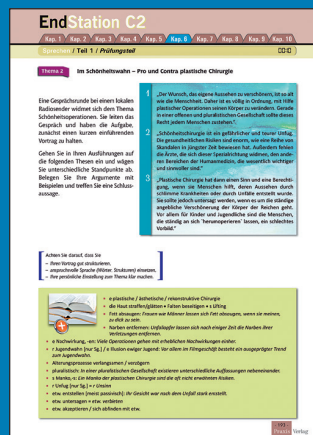 EndStation C2
Kap. 1 Kap. 2 Kap. 3 Kap. 4 Kap. 5 Kap. 6 Kap. 7 Kap. 8 Kap. 9 Kap. 10
Sprechen / Teil 1 / Prüfungsteil
Thema 2 Im Schönheitswahn – Pro und Contra plastische Chirurgie
Eine Gesprächsrunde bei einem lokalen
Radiosender widmet sich dem Thema
Schönheitsoperationen. Sie leiten das
Gespräch und haben die Aufgabe,
zunächst einen kurzen einführenden
Vortrag zu halten.
Gehen Sie in Ihren Ausführungen auf
die folgenden Thesen ein und wägen
Sie unterschiedliche Standpunkte ab.
Belegen Sie Ihre Argumente mit
Beispielen und treffen Sie eine Schluss-
aussage.
1 „Der Wunsch, das eigene Aussehen zu verschönern, ist so alt
wie die Menschheit. Daher ist es völlig in Ordnung, mit Hilfe
plastischer Operationen seinen Körper zu verändern. Gerade
in einer offenen und pluralistischen Gesellschaft sollte dieses
Recht jedem Menschen zustehen.".
2 „Schönheitschirurgie ist ein gefährlicher und teurer Unfug.
Die gesundheitlichen Risiken sind enorm, wie eine Reihe von
Skandalen in jüngster Zeit bewiesen hat. Außerdem fehlen
die Ärzte, die sich dieser Spezialrichtung widmen, den ande-
ren Bereichen der Humanmedizin, die wesentlich wichtiger
und sinnvoller sind."
3 „Plastische Chirurgie hat dann einen Sinn und eine Berechti-
gung, wenn sie Menschen hilft, deren Aussehen durch
schlimme Krankheiten oder durch Unfälle entstellt wurde.
Sie sollte jedoch untersagt werden, wenn es um die ständige
angebliche Verschönerung der Körper der Reichen geht.
Vor allem für Kinder und Jugendliche sind die Menschen,
die ständig an sich 'herumoperieren' lassen, ein schlechtes
Vorbild."
Achten Sie darauf, dass Sie
– Ihren Vortrag gut strukturieren.
– anspruchsvolle Sprache (Wörter, Strukturen) einsetzen.
– Ihre persönliche Einstellung zum Thema klar machen.
• e plastische / ästhetische / rekonstruktive Chirurgie
• die Haut straffen/glätten • Falten beseitigen • s Lifting
• Fett absaugen: Frauen wie Männer lassen sich Fett absaugen, wenn sie meinen,
zu dick zu sein.
• Narben entfernen: Unfallopfer lassen sich nach einiger Zeit die Narben ihrer
Verletzungen entfernen.
• e Nachwirkung, -en: Viele Operationen gehen mit erheblichen Nachwirkungen einher.
• r Jugendwahn [nur Sg.] / e Illusion ewiger Jugend: Vor allem im Filmgeschäft besteht ein ausgeprägter Trend
zum Jugendwahn.
• Alterungsprozesse verlangsamen / verzögern
• pluralistisch: In einer pluralistischen Gesellschaft existieren unterschiedliche Auffassungen nebeneinander.
• s Manko,-s: Ein Manko der plastischen Chirurgie sind die oft nicht erwähnten Risiken.
• r Unfug [nur Sg.] = r Unsinn
• etw. entstellen [meist passivisch]: Ihr Gesicht war nach dem Unfall stark entstellt.
• etw. untersagen = etw. verbieten
• etw. akzeptieren / sich abfinden mit etw.
Praxis Verlag